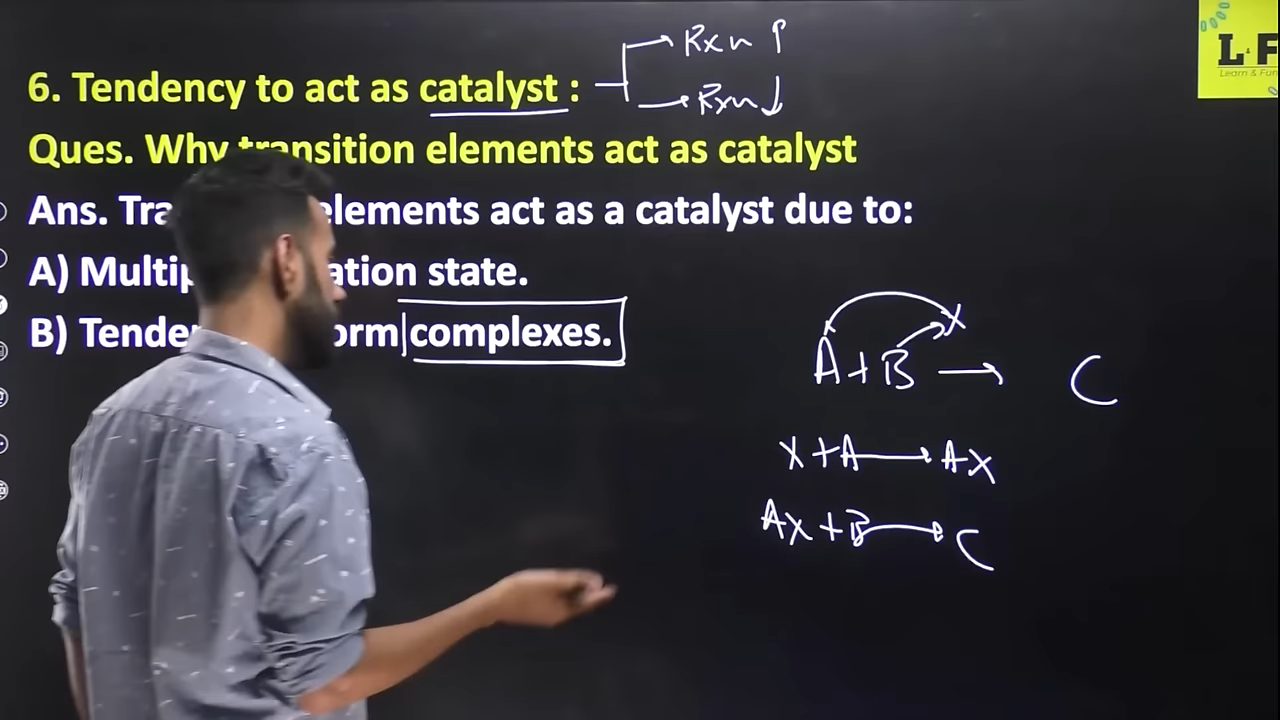 Rxn ↑
6. Tendency to act as catalyst :
Rxn ↓
L&F
Learn & Fun
Ques. Why transition elements act as catalyst
Ans. Tra elements act as a catalyst due to:
A) Multip ation state.
B) Tende orm complexes.
X
A + B → C
X + A → AX
AX + B → C